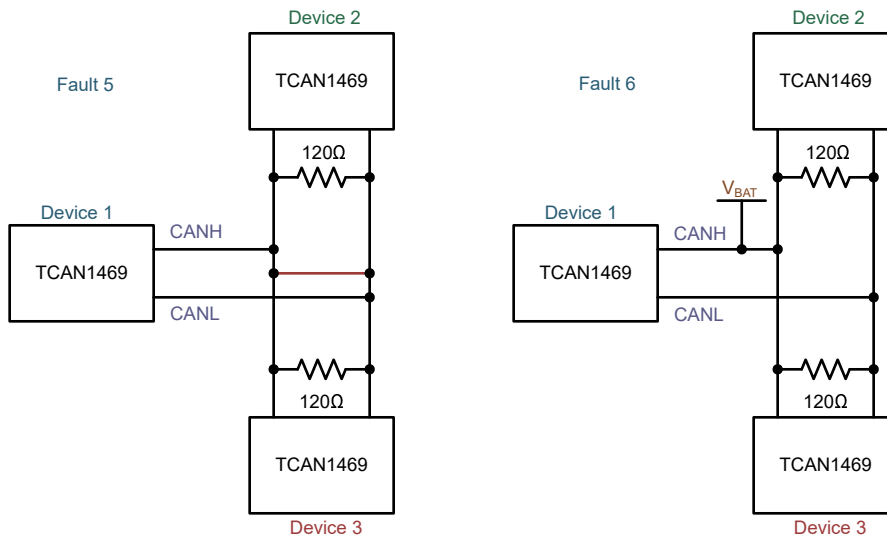 Device 2
TCAN1469
Fault 5
120Ω
Device 1
CANH
TCAN1469
CANL
120Ω
TCAN1469
Device 3
Device 2
TCAN1469
Fault 6
120Ω
VBAT
Device 1
CANH
TCAN1469
CANL
120Ω
TCAN1469
Device 3